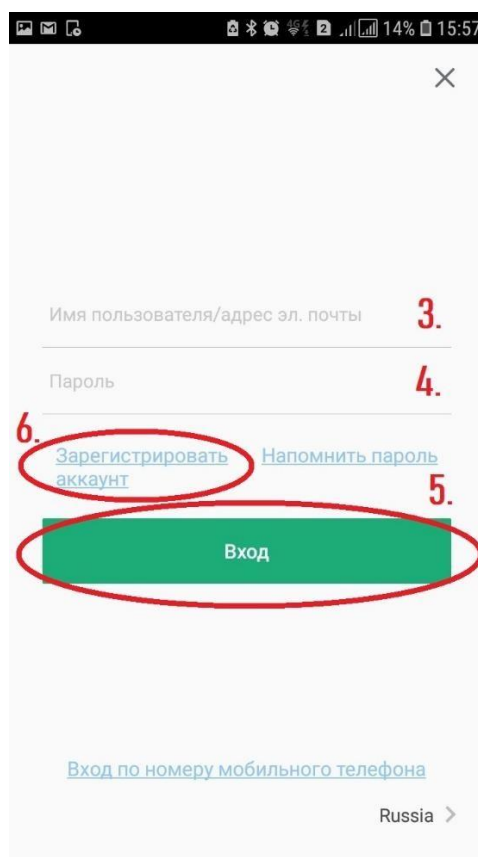 2 14% 15:57
Имя пользователя/адрес эл. почты 3.
Пароль 4.
6.
Зарегистрировать Напомнить пароль
аккаунт
5.
Вход
Вход по номеру мобильного телефона
Russia >